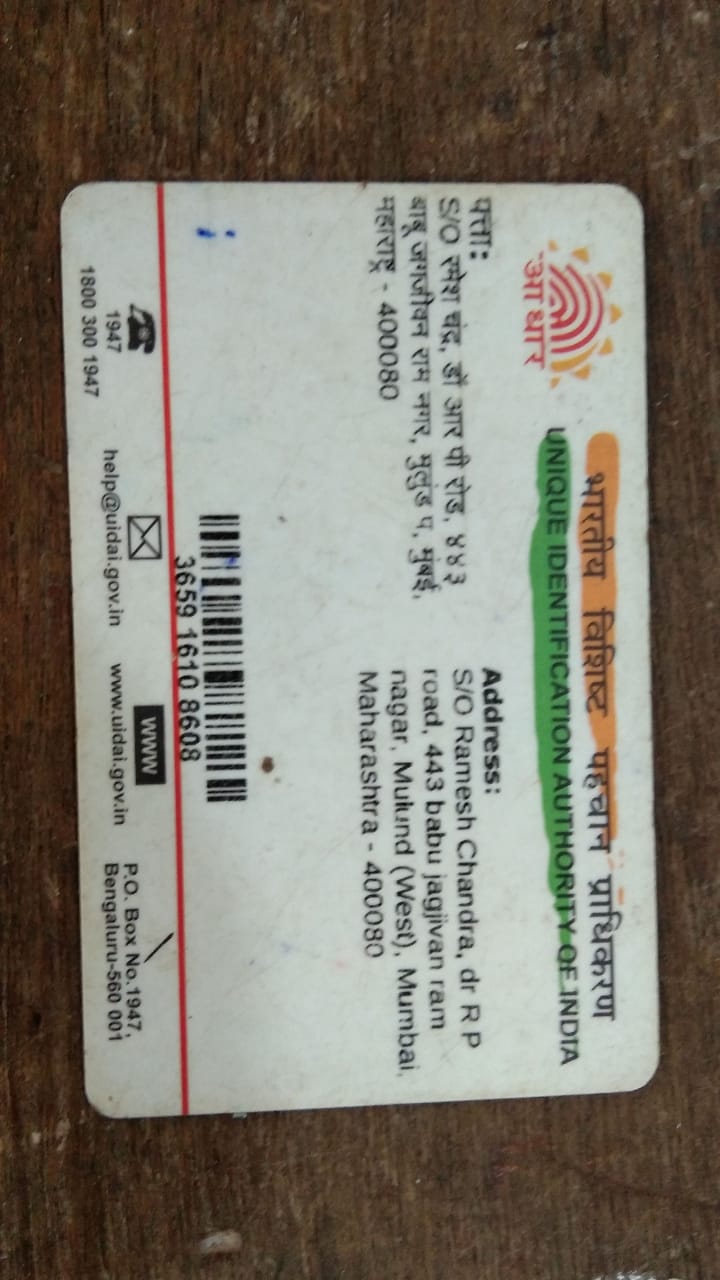 आधार
भारतीय विशिष्ट पहचान प्राधिकरण
UNIQUE IDENTIFICATION AUTHORITY OF INDIA
पत्ता:
S/O रमेश चंद्र, डॉ आर पी रोड, ४४३
बाबू जगजीवन राम नगर, मुलुंड प, मुंबई,
महाराष्ट्र - 400080
Address:
S/O Ramesh Chandra, dr R P
road, 443 babu jagjivan ram
nagar, Mulund (West), Mumbai,
Maharashtra - 400080
3659 1610 8608
1947
1800 300 1947
help@uidai.gov.in
WWW
www.uidai.gov.in
P.O. Box No.1947,
Bengaluru-560 001